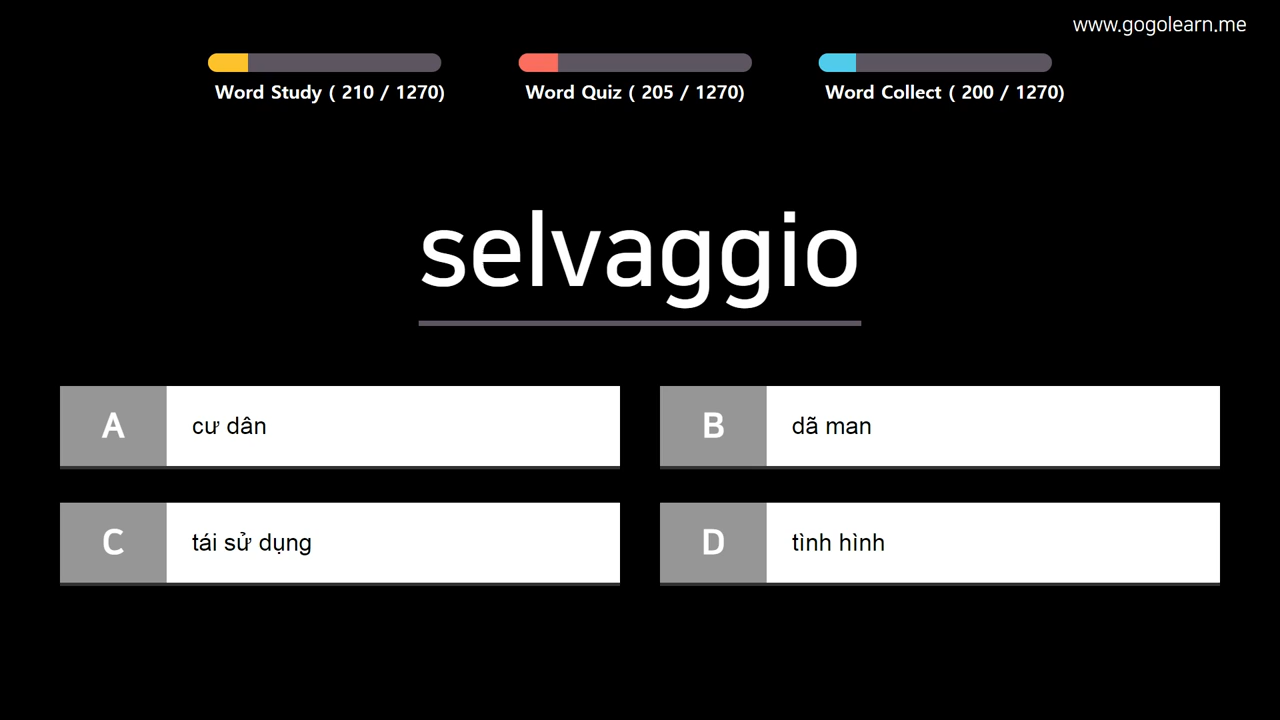 www.gogolearn.me
Word Study ( 210 / 1270)
Word Quiz ( 205 / 1270)
Word Collect ( 200 / 1270)
selvaggio
A cư dân
B dã man
C tái sử dụng
D tình hình